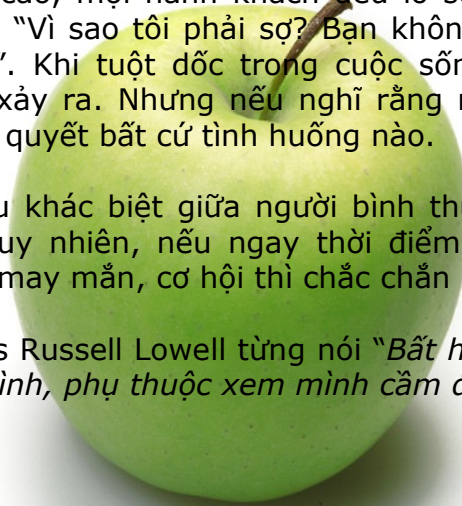 cao, mọi hành khách đều lo s
"Vì sao tôi phải sợ? Bạn khôn
". Khi tuột dốc trong cuộc sốn
xảy ra. Nhưng nếu nghĩ rằng r
quyết bất cứ tình huống nào.
u khác biệt giữa người bình th
uy nhiên, nếu ngay thời điểm
may mắn, cơ hội thì chắc chắn
s Russell Lowell từng nói "Bất h
ình, phụ thuộc xem mình cầm